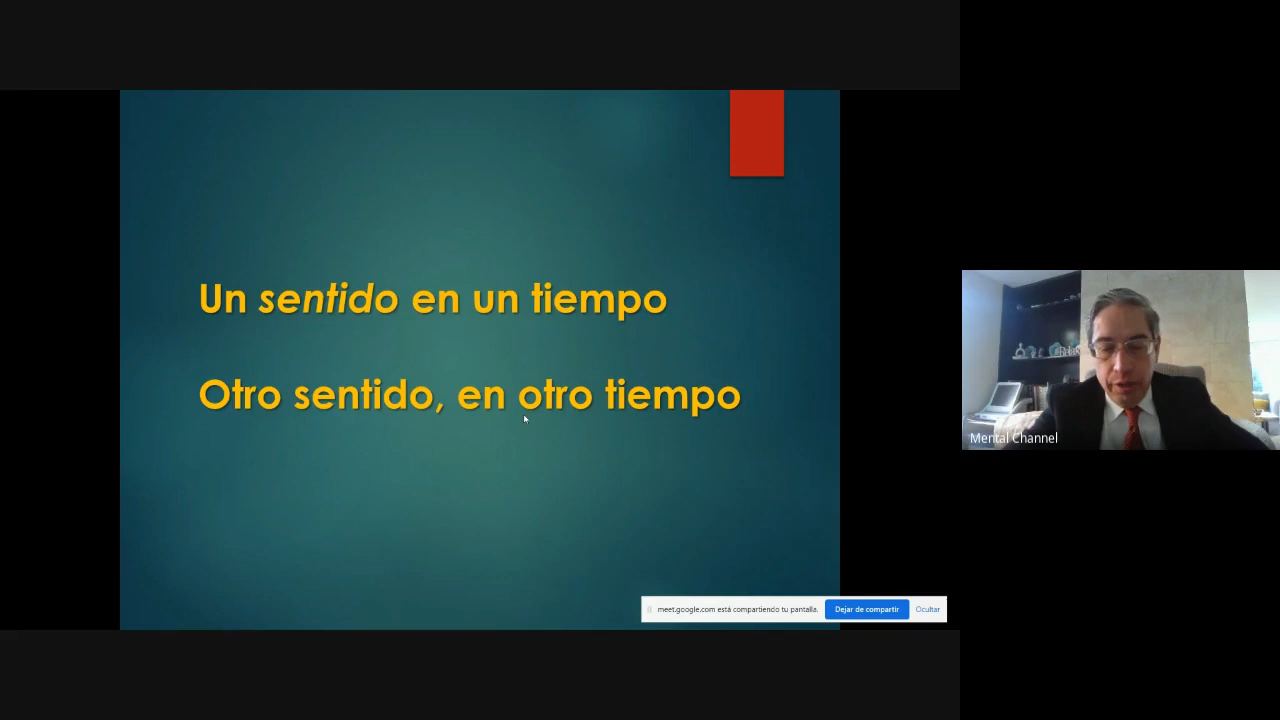 Un sentido en un tiempo
Otro sentido, en otro tiempo
Mental Channel
meet.google.com está compartiendo tu pantalla.
Dejar de compartir
Ocultar